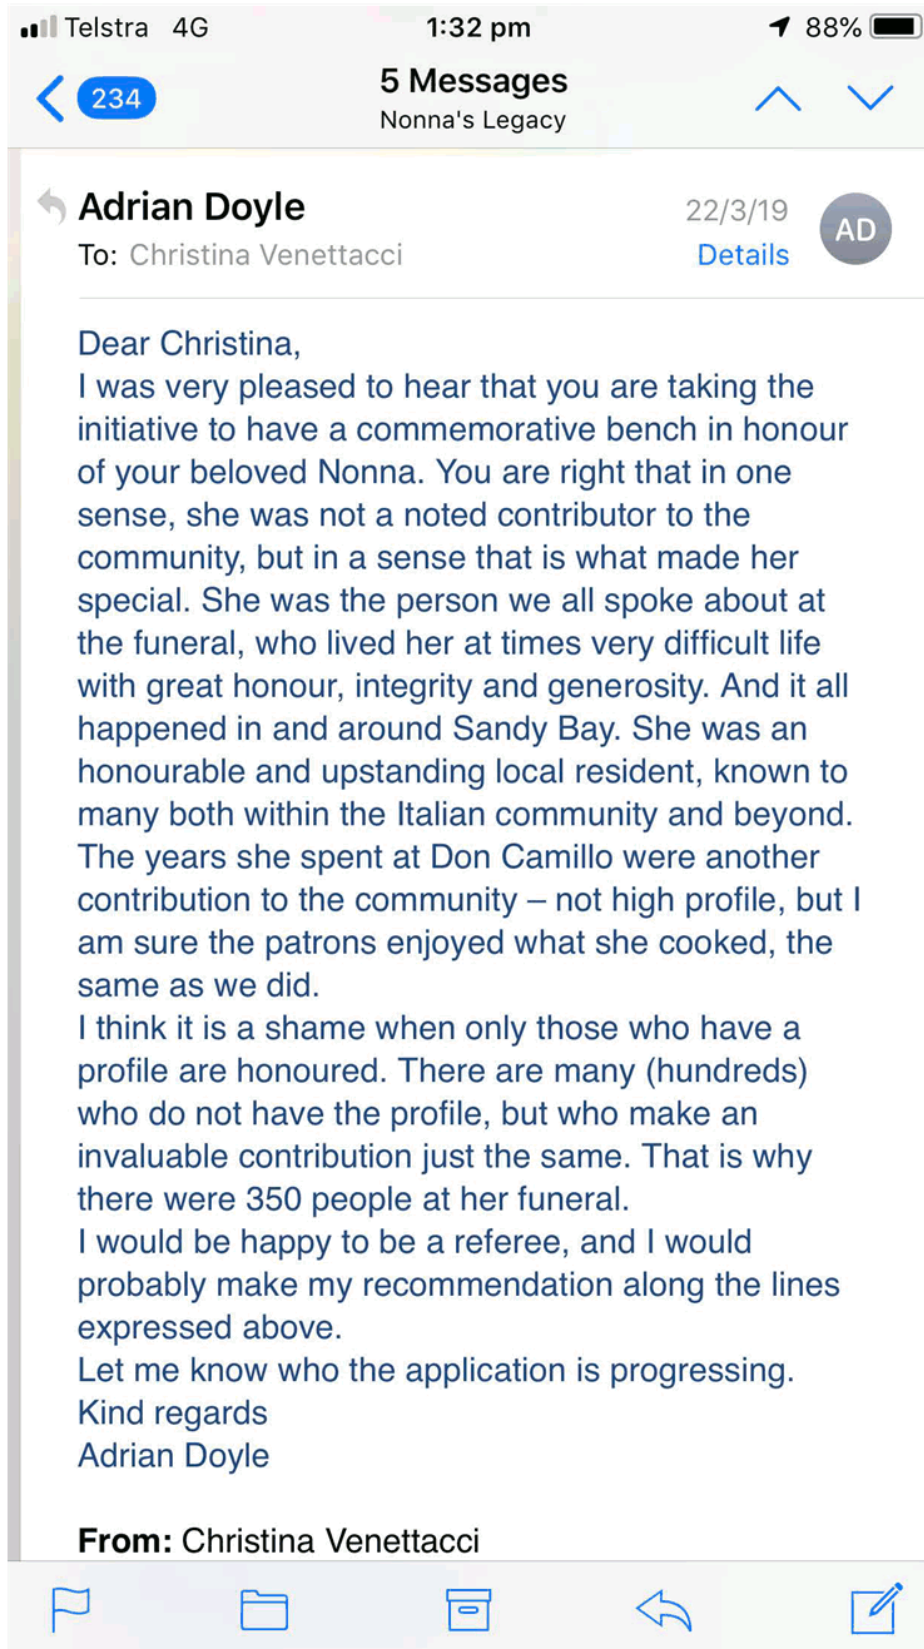 Telstra 4G 1:32 pm 88%
234 5 Messages
Nonna's Legacy
Adrian Doyle 22/3/19 AD
To: Christina Venettacci Details
Dear Christina,
I was very pleased to hear that you are taking the
initiative to have a commemorative bench in honour
of your beloved Nonna. You are right that in one
sense, she was not a noted contributor to the
community, but in a sense that is what made her
special. She was the person we all spoke about at
the funeral, who lived her at times very difficult life
with great honour, integrity and generosity. And it all
happened in and around Sandy Bay. She was an
honourable and upstanding local resident, known to
many both within the Italian community and beyond.
The years she spent at Don Camillo were another
contribution to the community – not high profile, but I
am sure the patrons enjoyed what she cooked, the
same as we did.
I think it is a shame when only those who have a
profile are honoured. There are many (hundreds)
who do not have the profile, but who make an
invaluable contribution just the same. That is why
there were 350 people at her funeral.
I would be happy to be a referee, and I would
probably make my recommendation along the lines
expressed above.
Let me know who the application is progressing.
Kind regards
Adrian Doyle
From: Christina Venettacci